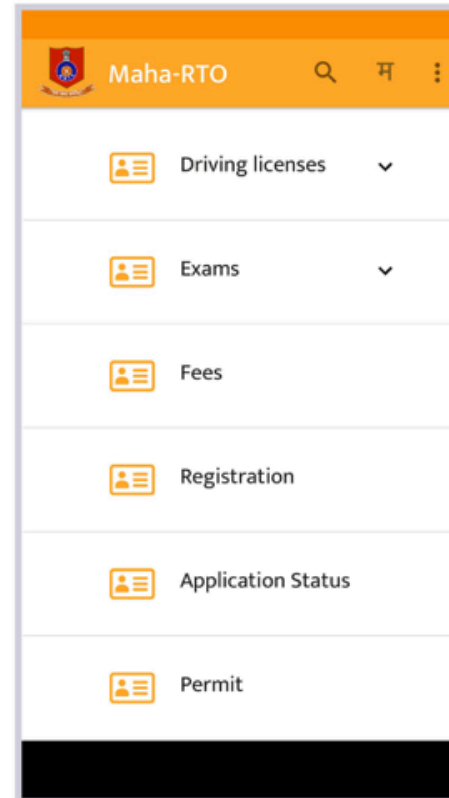 Maha-RTO म
Driving licenses
Exams
Fees
Registration
Application Status
Permit